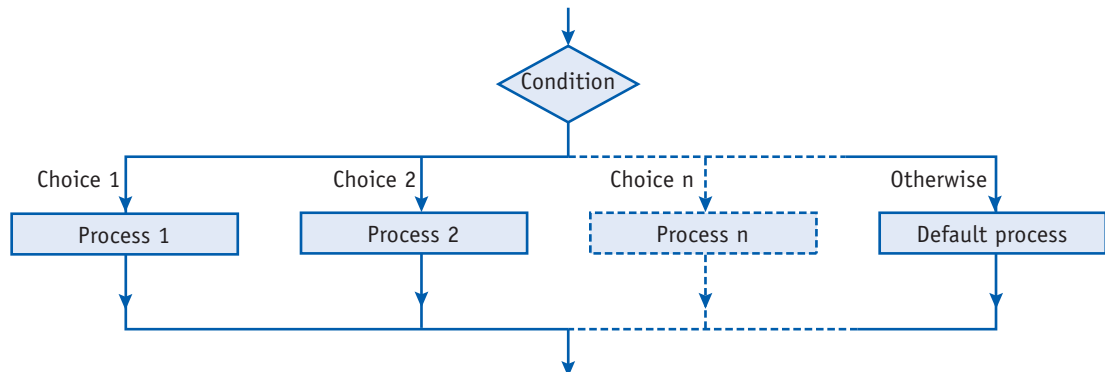 Condition
Choice 1
Choice 2
Choice n
Otherwise
Process 1
Process 2
Process n
Default process